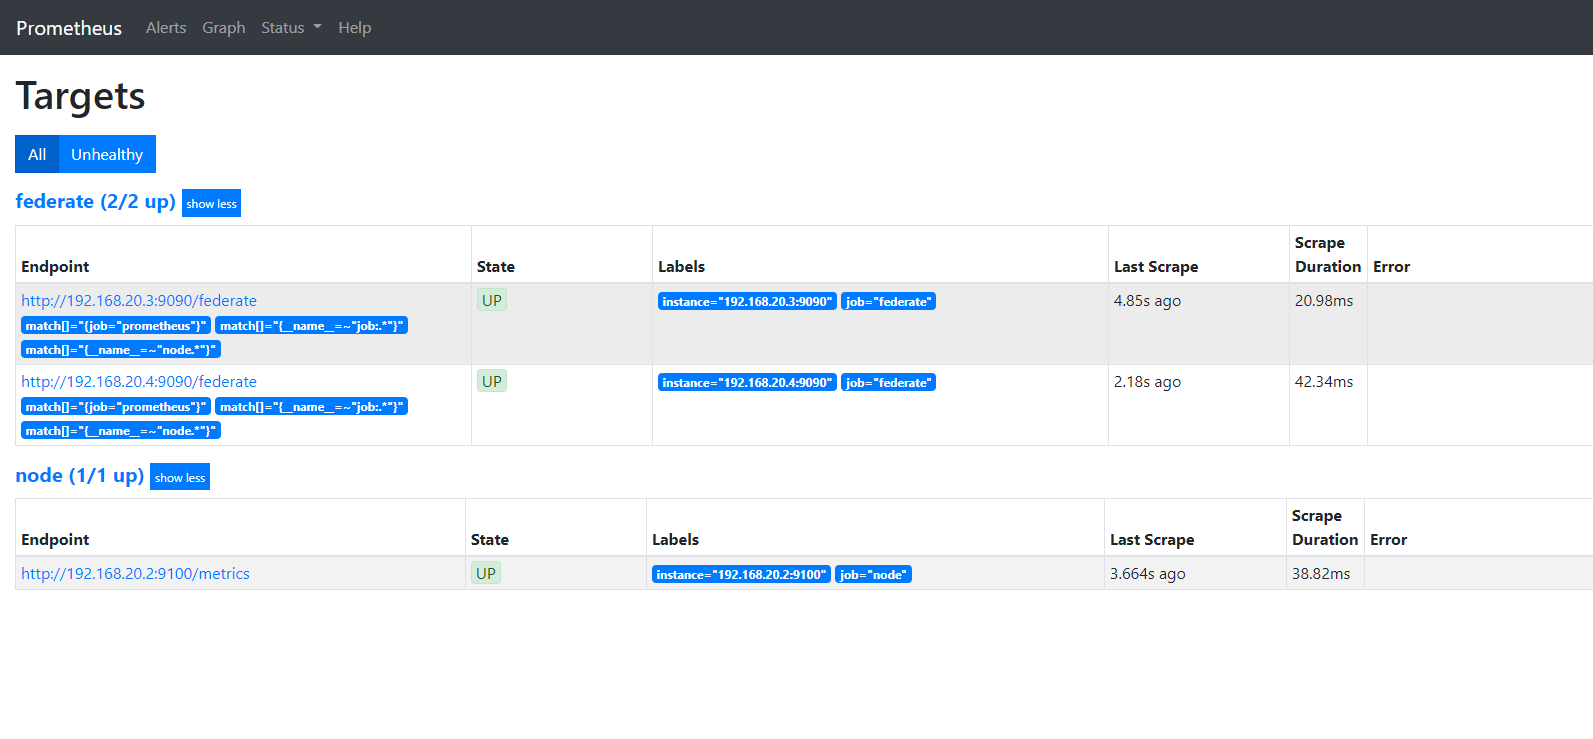 Prometheus Alerts Graph Status Help
Targets
All Unhealthy
federate (2/2 up) show less
Endpoint State Labels Last Scrape Scrape Duration Error
http://192.168.20.3:9090/federate UP instance="192.168.20.3:9090" job="federate" 4.85s ago 20.98ms
match[]="{job="prometheus"}" match[]="{__name__=~"job:.*"}"
match[]="{__name__=~"node.*"}"
http://192.168.20.4:9090/federate UP instance="192.168.20.4:9090" job="federate" 2.18s ago 42.34ms
match[]="{job="prometheus"}" match[]="{__name__=~"job:.*"}"
match[]="{__name__=~"node.*"}"
node (1/1 up) show less
Endpoint State Labels Last Scrape Scrape Duration Error
http://192.168.20.2:9100/metrics UP instance="192.168.20.2:9100" job="node" 3.664s ago 38.82ms